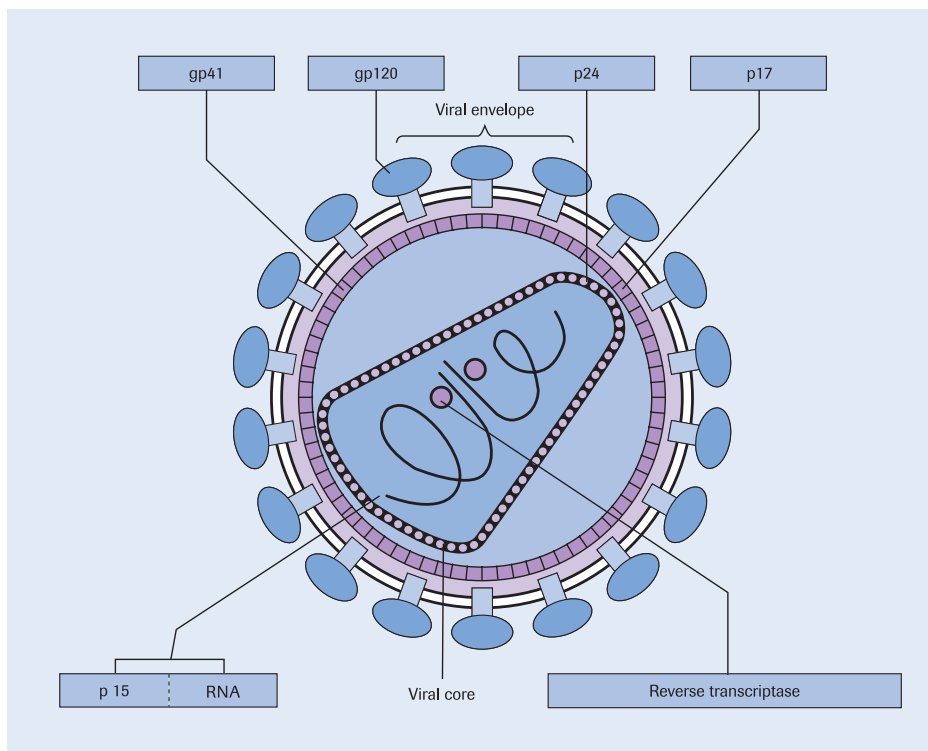 gp41
gp120
p24
p17
Viral envelope
p 15
RNA
Viral core
Reverse transcriptase